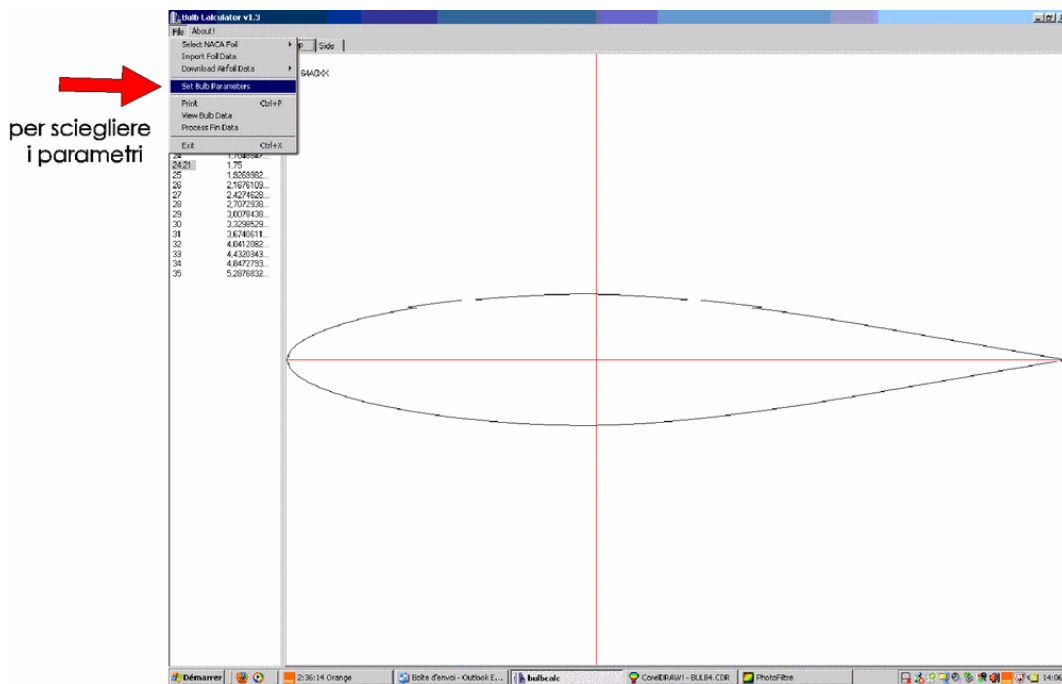 Bulb Calculator v1.3
File About!
Select NACA Foil
Import Foil Data
Download Airfoil Data
Set Bulb Parameters
Print Ctrl+P
View Bulb Data
Process Fin Data
Exit Ctrl+X
Side
64A0XX
per sciegliere
i parametri
24,21 1,75
25 1,9269982...
26 2,1676109...
27 2,4274628...
28 2,7072938...
29 3,0078438...
30 3,3298529...
31 3,6740611...
32 4,0412082...
33 4,4320343...
34 4,8472793...
35 5,2876832...
Démarrer
2:36:14 Orange
Boîte d'envoi - Outlook E...
bulbcalc
CorelDRAW! - BULB4.CDR
PhotoFiltre